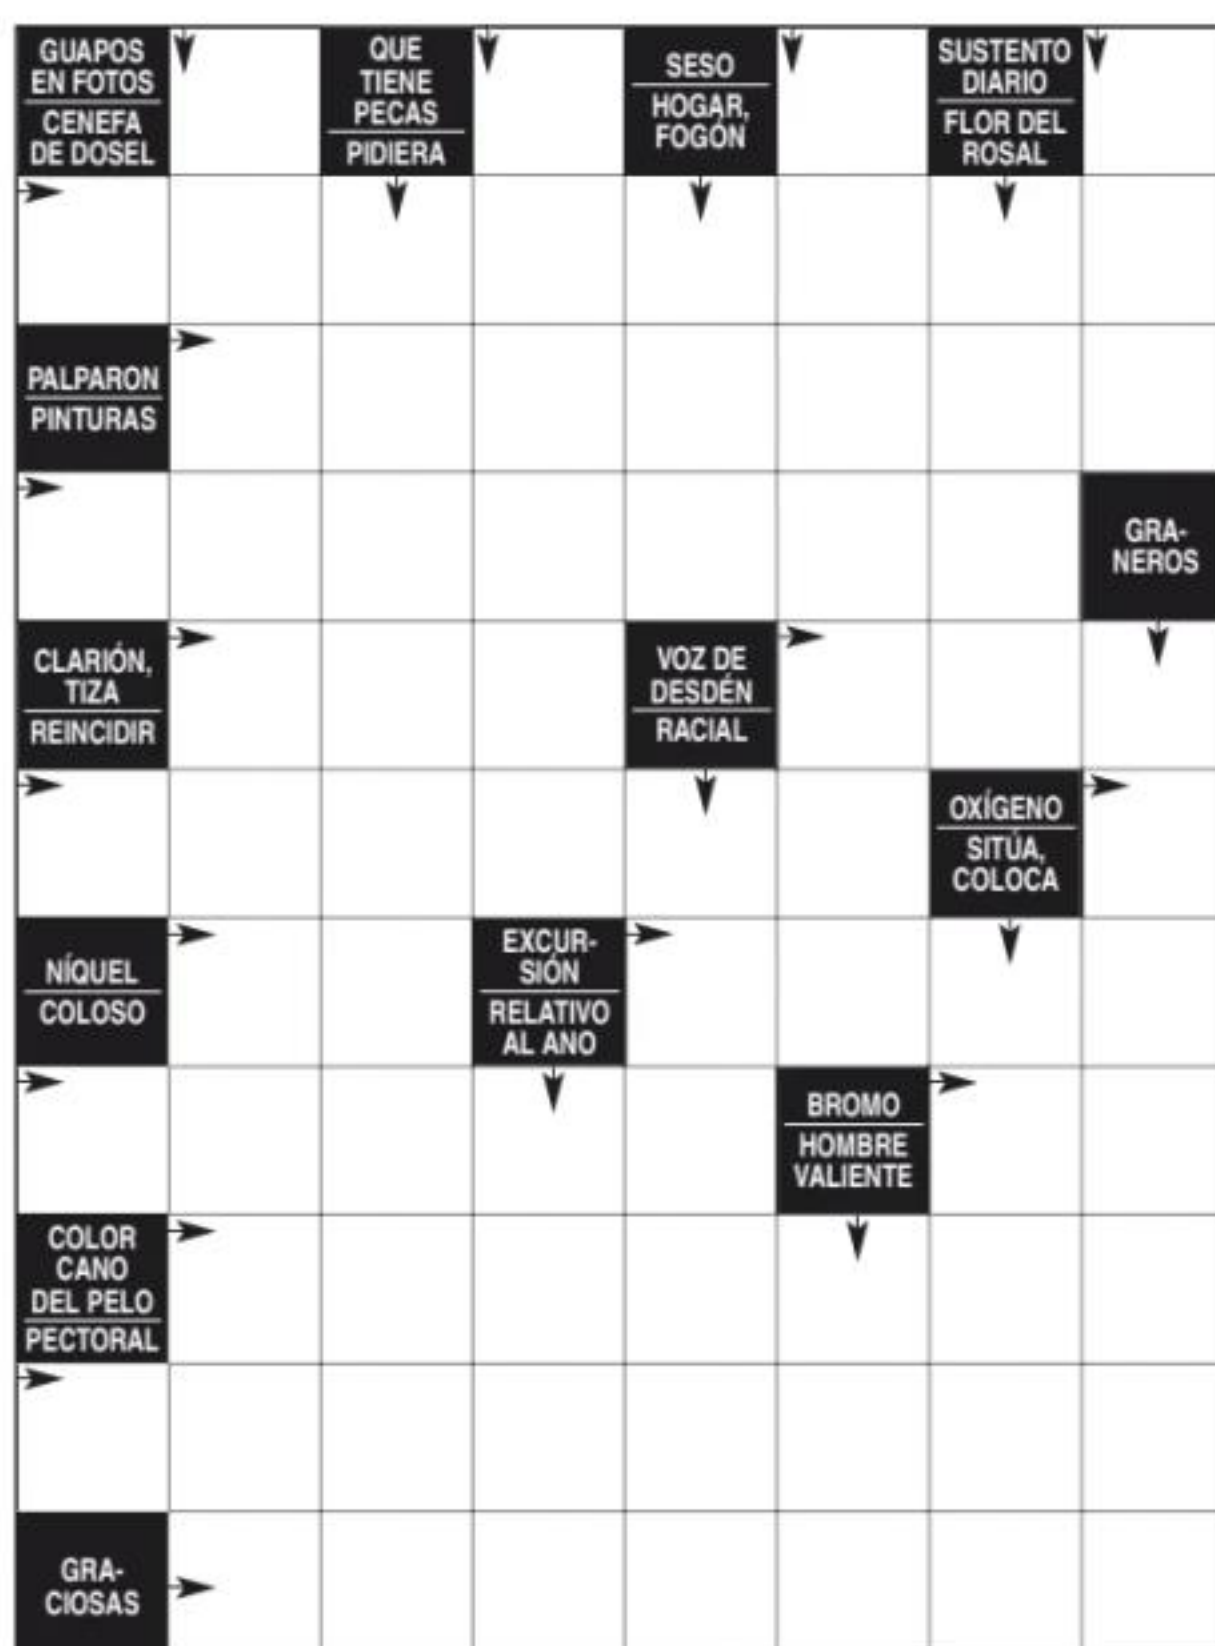 GUAPOS
EN FOTOS
CENEFA
DE DOSEL
QUE
TIENE
PECAS
PIDIERA
SESO
HOGAR,
FOGÓN
SUSTENTO
DIARIO
FLOR DEL
ROSAL
PALPARON
PINTURAS
GRA-
NEROS
CLARIÓN,
TIZA
REINCIDIR
VOZ DE
DESDÉN
RACIAL
OXÍGENO
SITÚA,
COLOCA
NÍQUEL
COLOSO
EXCUR-
SIÓN
RELATIVO
AL ANO
BROMO
HOMBRE
VALIENTE
COLOR
CANO
DEL PELO
PECTORAL
GRA-
CIOSAS